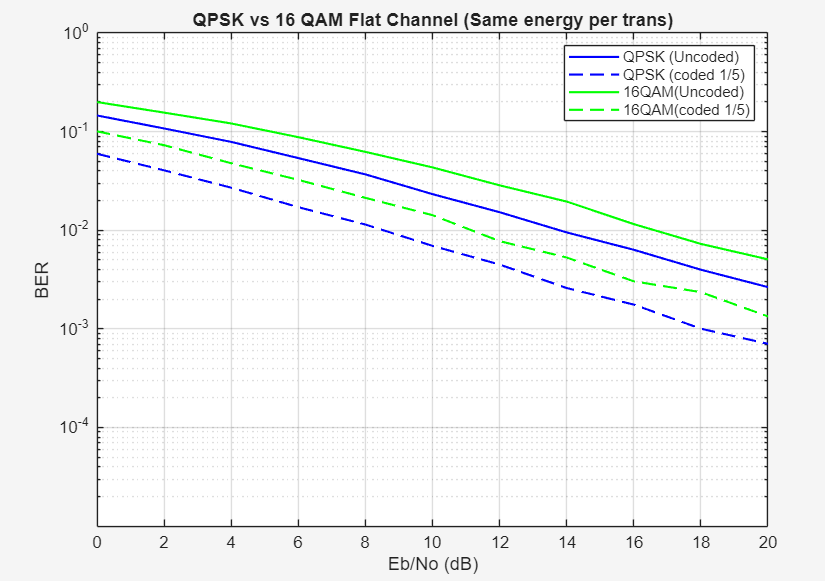 QPSK vs 16 QAM Flat Channel (Same energy per trans)
QPSK (Uncoded)
QPSK (coded 1/5)
16QAM(Uncoded)
16QAM(coded 1/5)
10^0
10^-1
10^-2
10^-3
10^-4
BER
0 2 4 6 8 10 12 14 16 18 20
Eb/No (dB)